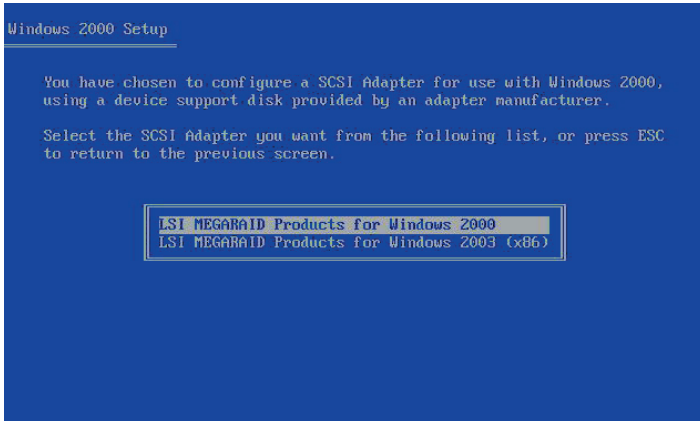 Windows 2000 Setup
You have chosen to configure a SCSI Adapter for use with Windows 2000,
using a device support disk provided by an adapter manufacturer.
Select the SCSI Adapter you want from the following list, or press ESC
to return to the previous screen.
LSI MEGARAID Products for Windows 2000
LSI MEGARAID Products for Windows 2003 (x86)